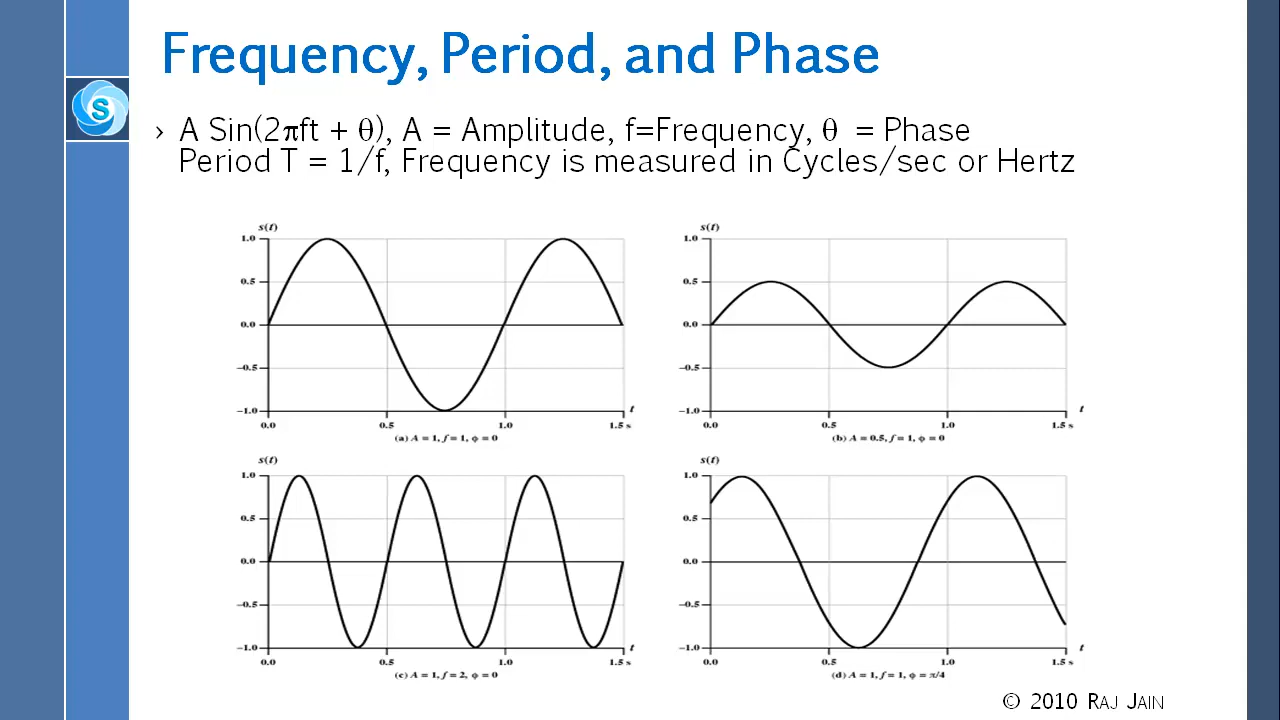 Frequency, Period, and Phase
S
› A Sin(2πft + θ), A = Amplitude, f=Frequency, θ = Phase
Period T = 1/f, Frequency is measured in Cycles/sec or Hertz
s(t)
1.0
0.5
0.0
−0.5
−1.0
0.0 0.5 1.0 1.5 s
t
(a) A = 1, f = 1, ϕ = 0
s(t)
1.0
0.5
0.0
−0.5
−1.0
0.0 0.5 1.0 1.5 s
t
(b) A = 0.5, f = 1, ϕ = 0
s(t)
1.0
0.5
0.0
−0.5
−1.0
0.0 0.5 1.0 1.5 s
t
(c) A = 1, f = 2, ϕ = 0
s(t)
1.0
0.5
0.0
−0.5
−1.0
0.0 0.5 1.0 1.5 s
t
(d) A = 1, f = 1, ϕ = π/4
© 2010 RAJ JAIN